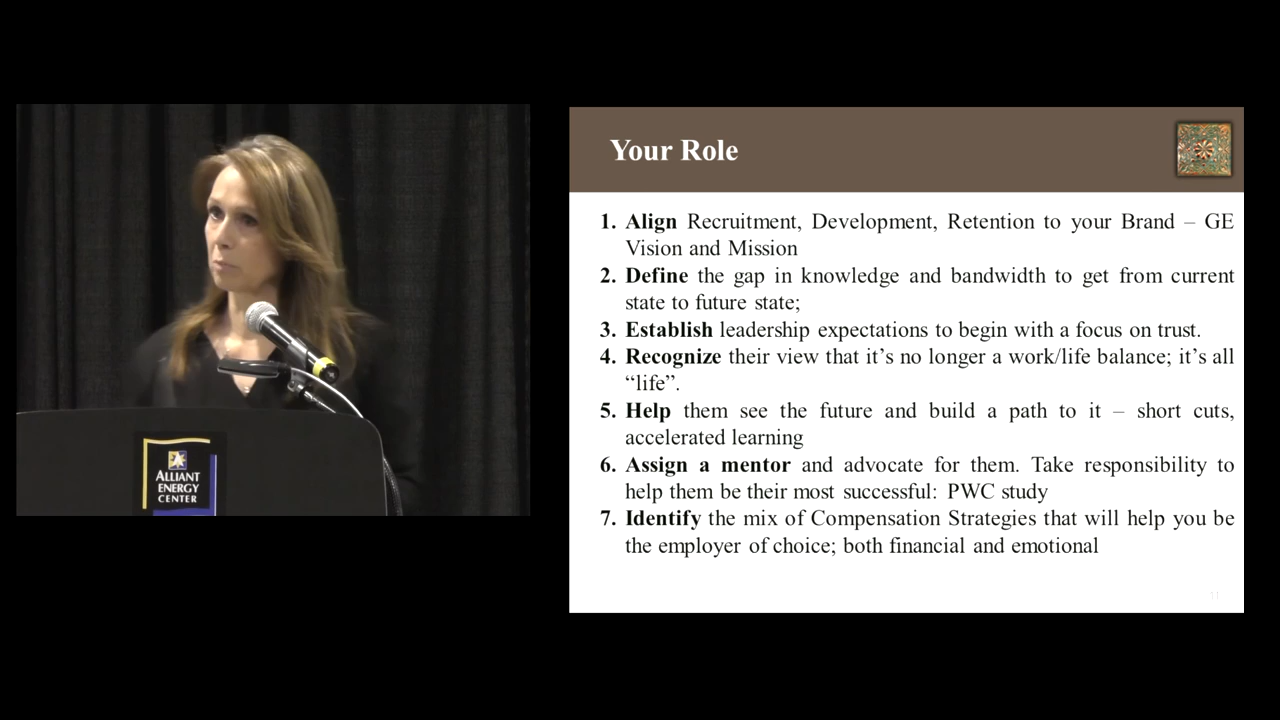 ALLIANT
ENERGY
CENTER
Your Role
1. Align Recruitment, Development, Retention to your Brand – GE
Vision and Mission
2. Define the gap in knowledge and bandwidth to get from current
state to future state;
3. Establish leadership expectations to begin with a focus on trust.
4. Recognize their view that it’s no longer a work/life balance; it’s all
“life”.
5. Help them see the future and build a path to it – short cuts,
accelerated learning
6. Assign a mentor and advocate for them. Take responsibility to
help them be their most successful: PWC study
7. Identify the mix of Compensation Strategies that will help you be
the employer of choice; both financial and emotional
11